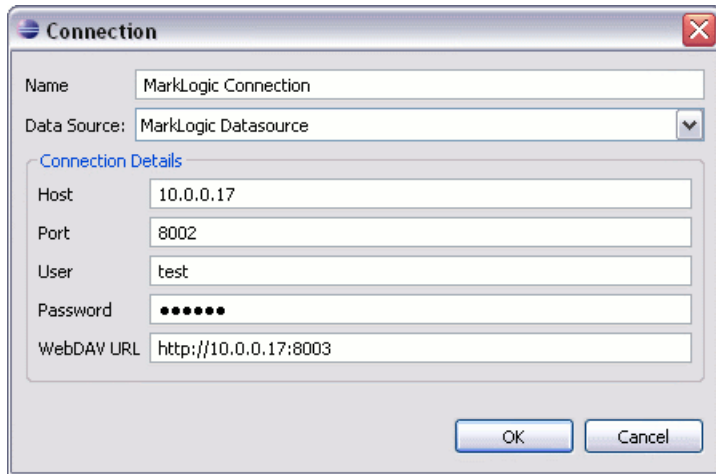 Connection
Name MarkLogic Connection
Data Source: MarkLogic Datasource
Connection Details
Host 10.0.0.17
Port 8002
User test
Password ●●●●●●
WebDAV URL http://10.0.0.17:8003
OK Cancel